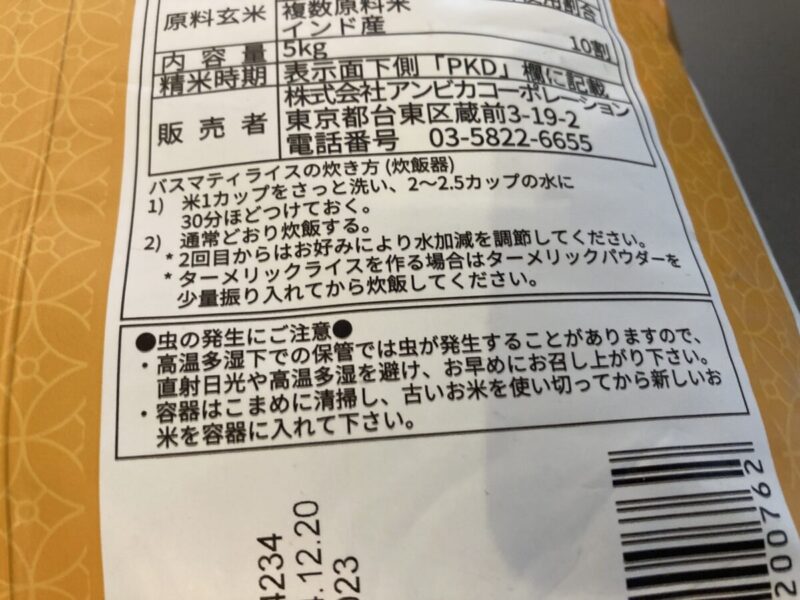 使用割合
原料玄米 複数原料米
インド産 10割
内容量 5kg
精米時期 表示面下側「PKD」欄に記載
販売者 株式会社アンビカコーポレーション
東京都台東区蔵前3-19-2
電話番号 03-5822-6655
バスマティライスの炊き方 (炊飯器)
1) 米1カップをさっと洗い、2〜2.5カップの水に
30分ほどつけておく。
2) 通常どおり炊飯する。
* 2回目からはお好みにより水加減を調節してください。
* ターメリックライスを作る場合はターメリックパウダーを
少量振り入れてから炊飯してください。
●虫の発生にご注意●
・高温多湿下での保管では虫が発生することがありますので、
直射日光や高温多湿を避け、お早めにお召し上がり下さい。
・容器はこまめに清掃し、古いお米を使い切ってから新しいお
米を容器に入れて下さい。
4234
.12.20
023
200762